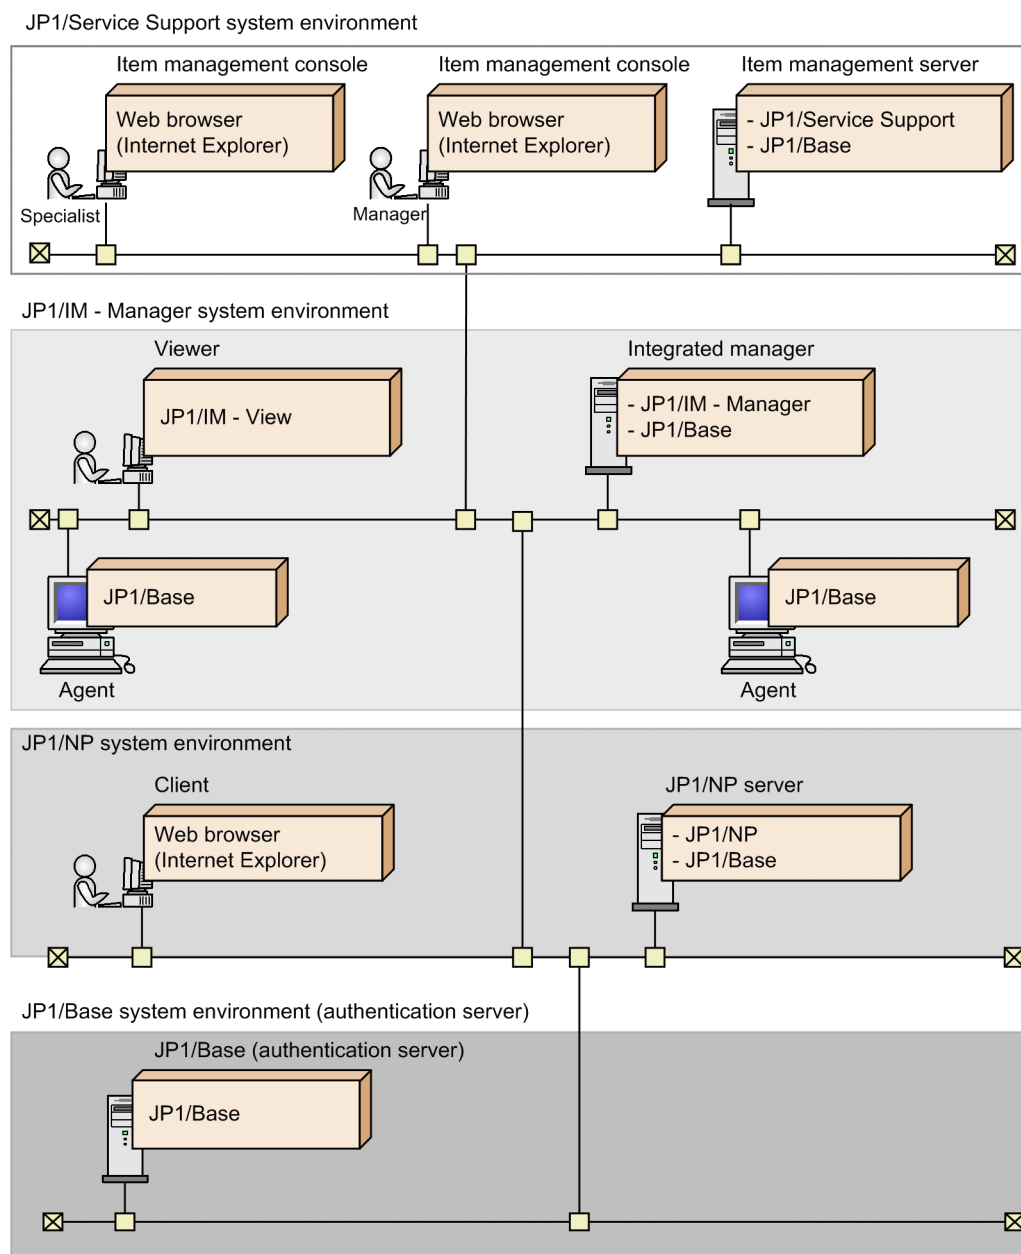 JP1/Service Support system environment
Item management console
Item management console
Item management server
Web browser
(Internet Explorer)
Web browser
(Internet Explorer)
- JP1/Service Support
- JP1/Base
Specialist
Manager
JP1/IM - Manager system environment
Viewer
Integrated manager
JP1/IM - View
- JP1/IM - Manager
- JP1/Base
JP1/Base
JP1/Base
Agent
Agent
JP1/NP system environment
Client
JP1/NP server
Web browser
(Internet Explorer)
- JP1/NP
- JP1/Base
JP1/Base system environment (authentication server)
JP1/Base (authentication server)
JP1/Base